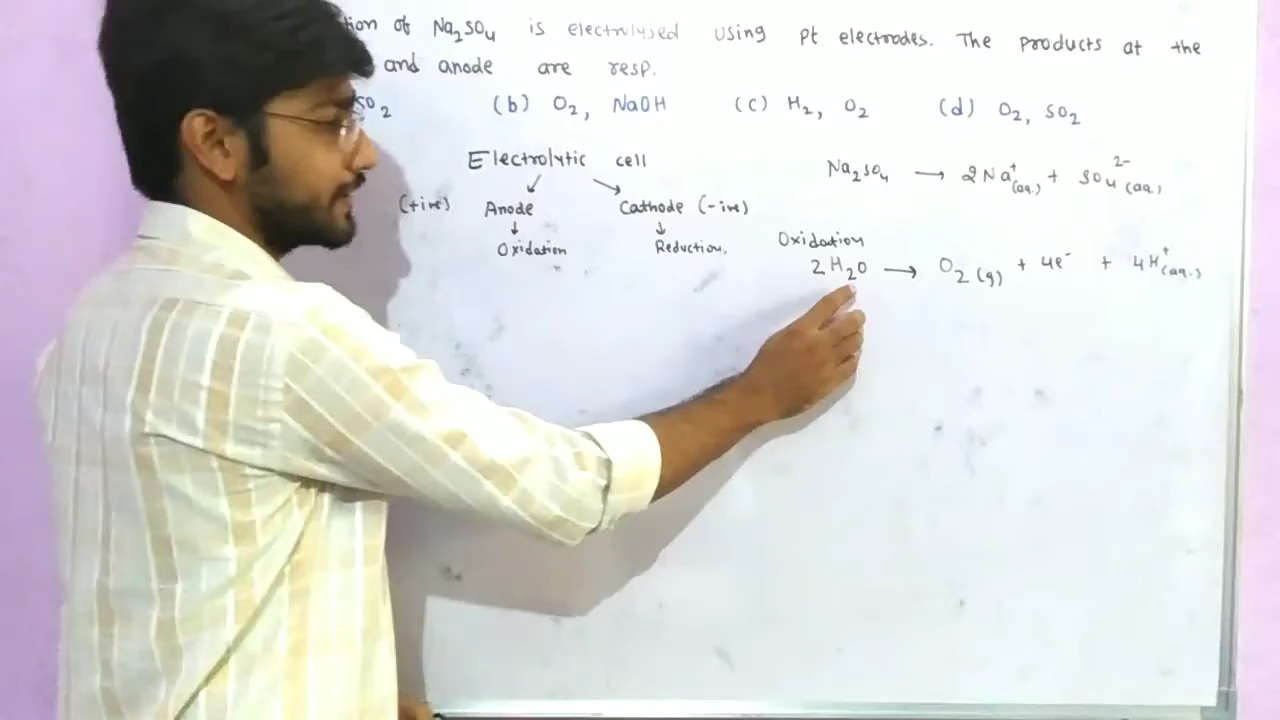 tion of Na2SO4 is electrolysed using Pt electrodes. The products at the
and anode are resp.
SO2 (b) O2, NaOH (c) H2, O2 (d) O2, SO2
Electrolytic cell
Na2SO4 → 2Na+(aq.) + SO4 2-(aq.)
(+ive) Anode Cathode (-ive)
↓ ↓
Oxidation Reduction.
Oxidation
2H2O → O2(g) + 4e- + 4H+(aq.)